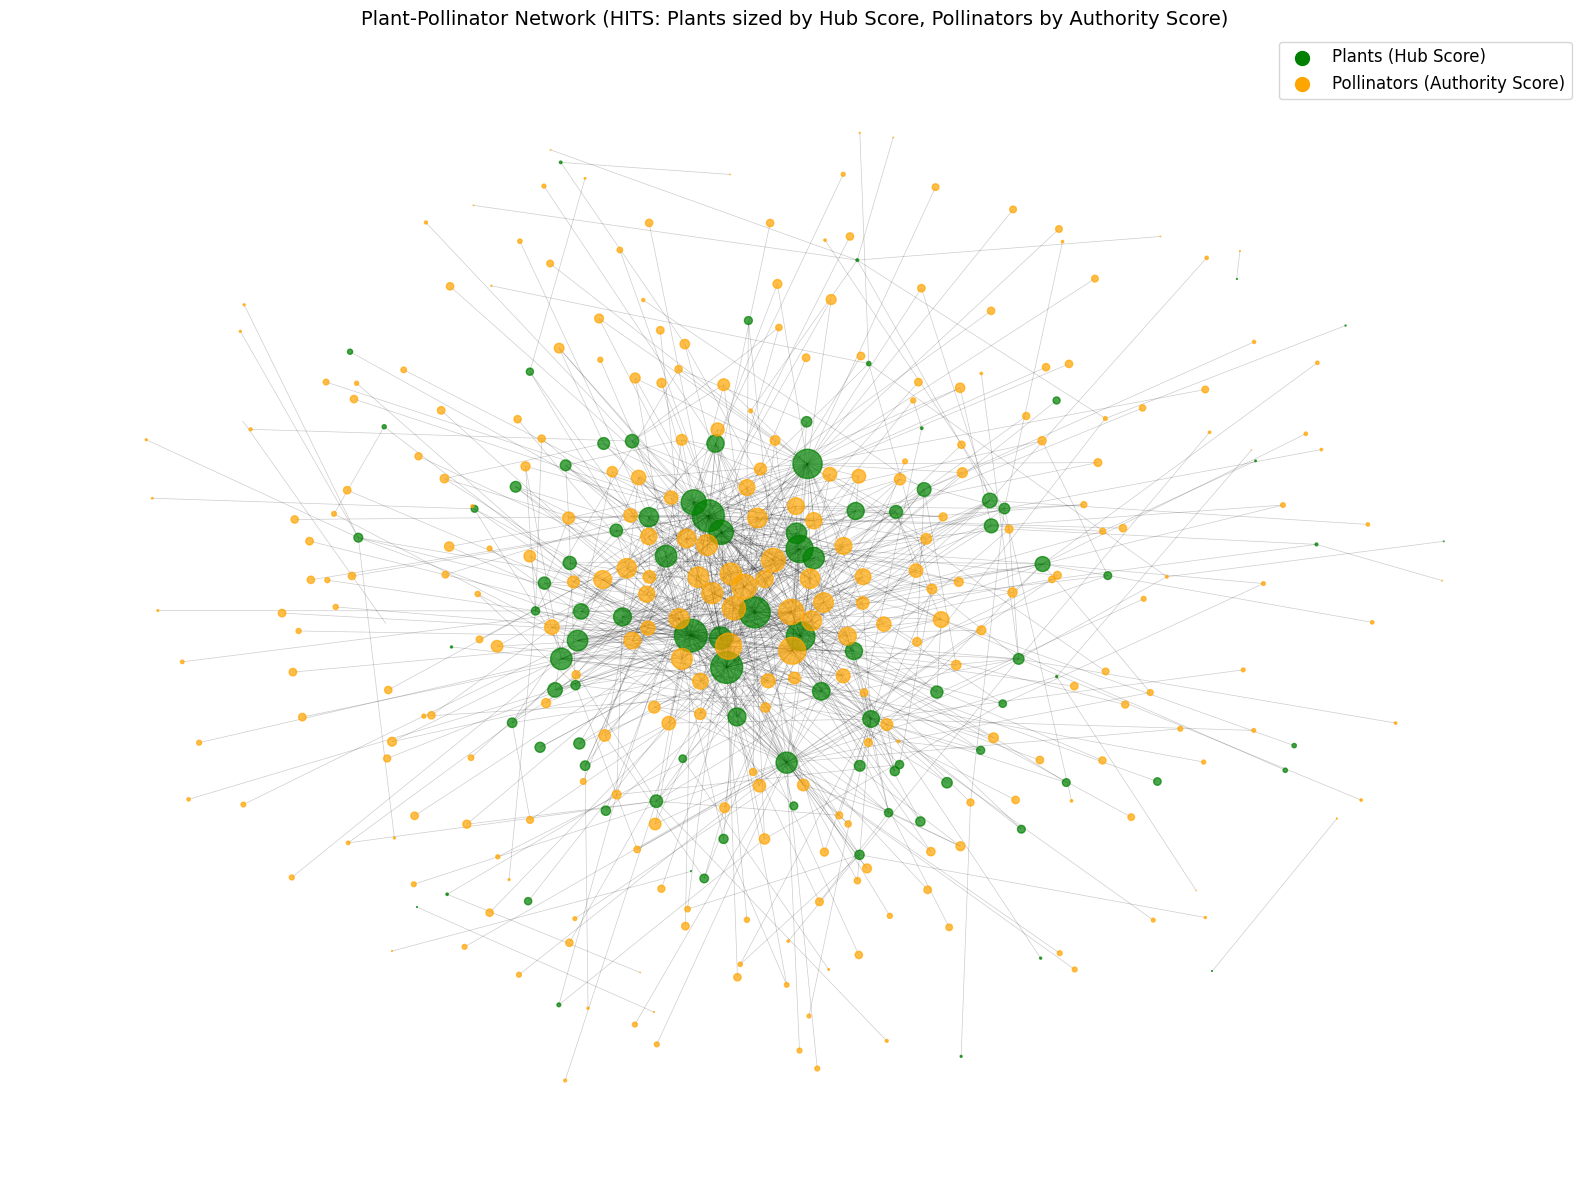 Plant-Pollinator Network (HITS: Plants sized by Hub Score, Pollinators by Authority Score)
Plants (Hub Score)
Pollinators (Authority Score)